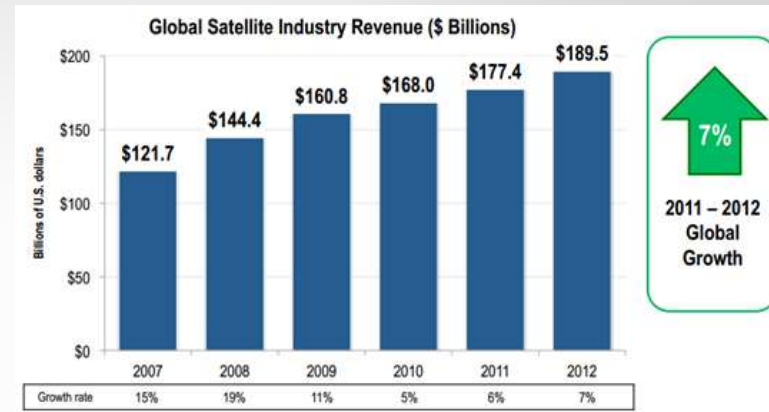 Global Satellite Industry Revenue ($ Billions)
Billions of U.S. dollars
$200
$150
$100
$50
$0
$121.7
$144.4
$160.8
$168.0
$177.4
$189.5
2007 2008 2009 2010 2011 2012
Growth rate 15% 19% 11% 5% 6% 7%
7%
2011 – 2012
Global
Growth